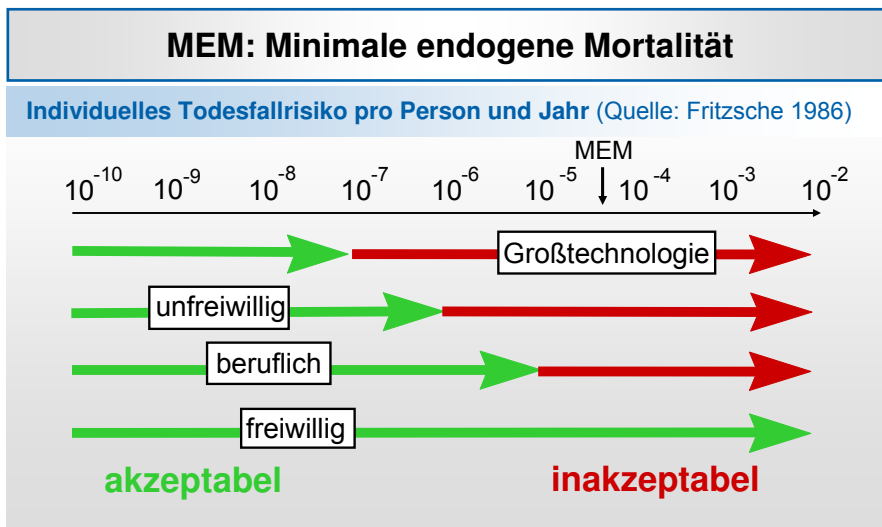 MEM: Minimale endogene Mortalität
Individuelles Todesfallrisiko pro Person und Jahr (Quelle: Fritzsche 1986)
MEM
10^-10 10^-9 10^-8 10^-7 10^-6 10^-5 10^-4 10^-3 10^-2
Großtechnologie
unfreiwillig
beruflich
freiwillig
akzeptabel inakzeptabel